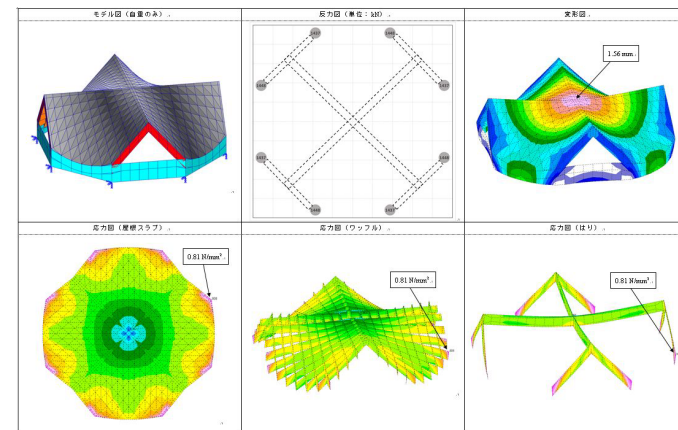 モデル図（自重のみ）
反力図（単位：kN）
変形図
1.56 mm
応力図（屋根スラブ）
応力図（ワッフル）
応力図（はり）
0.81 N/mm²
0.81 N/mm²
0.81 N/mm²